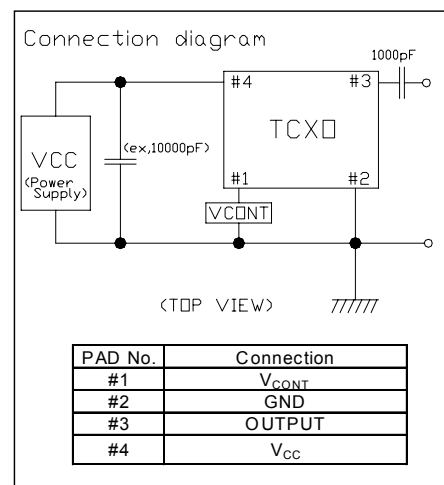 Connection diagram
1000pF
#4
#3
TCXO
VCC
(Power
Supply)
(ex,10000pF)
#1
#2
VCONT
(TOP VIEW)
PAD No. Connection
#1 VCONT
#2 GND
#3 OUTPUT
#4 VCC